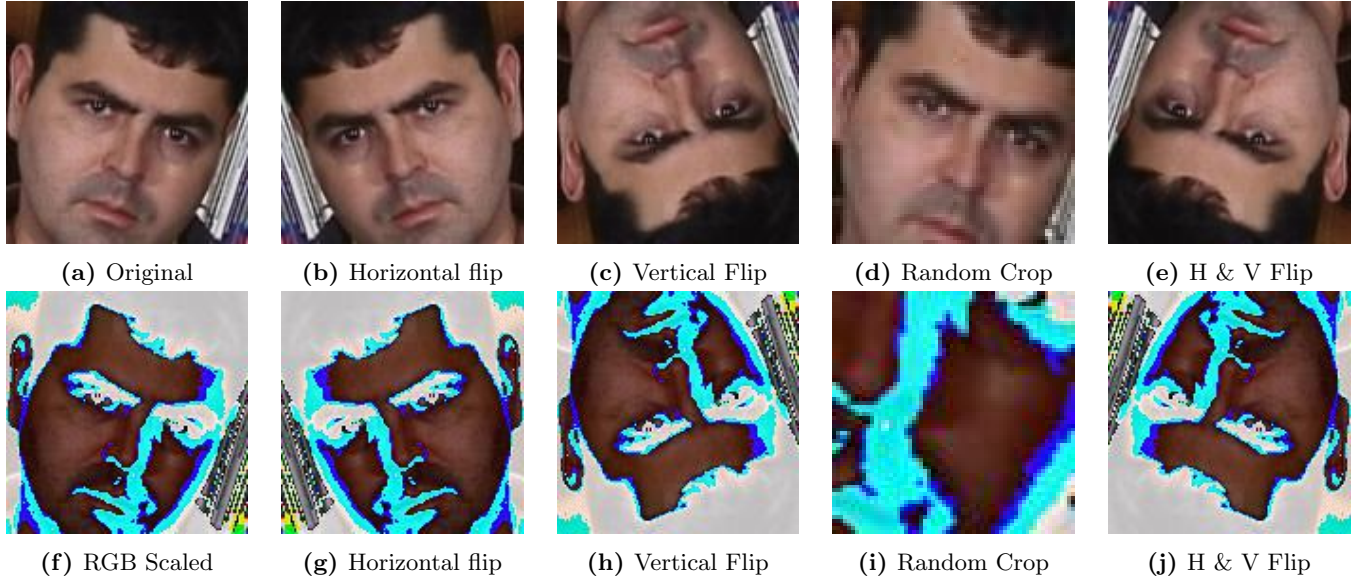 (a) Original
(b) Horizontal flip
(c) Vertical Flip
(d) Random Crop
(e) H & V Flip
(f) RGB Scaled
(g) Horizontal flip
(h) Vertical Flip
(i) Random Crop
(j) H & V Flip